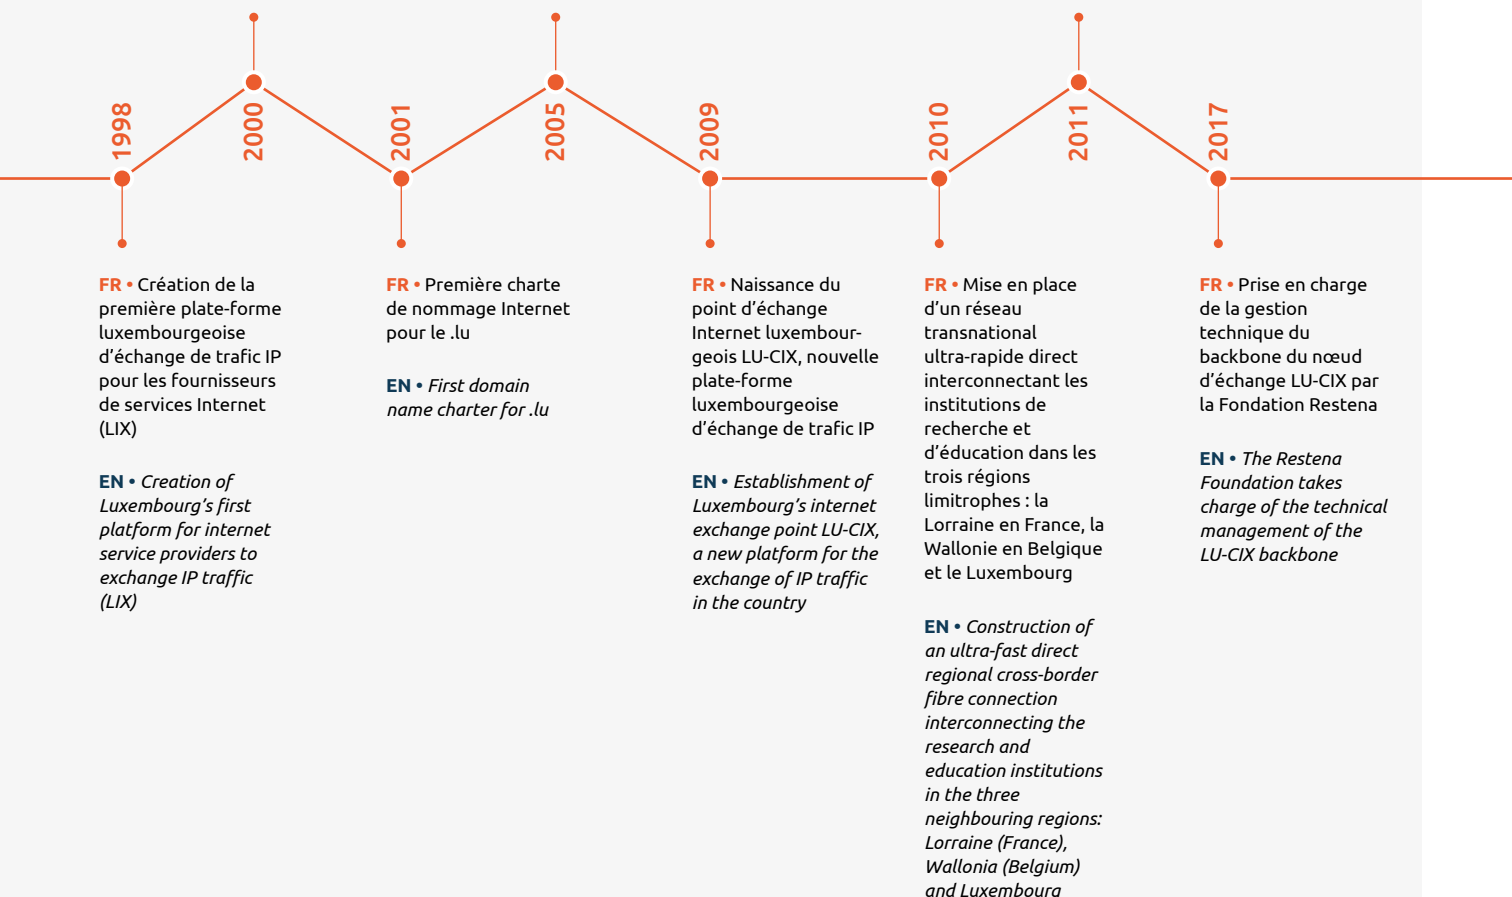 1998
2000
2001
2005
2009
2010
2011
2017
FR • Création de la
première plate-forme
luxembourgeoise
d’échange de trafic IP
pour les fournisseurs
de services Internet
(LIX)
EN • Creation of
Luxembourg’s first
platform for internet
service providers to
exchange IP traffic
(LIX)
FR • Première charte
de nommage Internet
pour le .lu
EN • First domain
name charter for .lu
FR • Naissance du
point d’échange
Internet luxembour-
geois LU-CIX, nouvelle
plate-forme
luxembourgeoise
d’échange de trafic IP
EN • Establishment of
Luxembourg’s internet
exchange point LU-CIX,
a new platform for the
exchange of IP traffic
in the country
FR • Mise en place
d’un réseau
transnational
ultra-rapide direct
interconnectant les
institutions de
recherche et
d’éducation dans les
trois régions
limitrophes : la
Lorraine en France, la
Wallonie en Belgique
et le Luxembourg
EN • Construction of
an ultra-fast direct
regional cross-border
fibre connection
interconnecting the
research and
education institutions
in the three
neighbouring regions:
Lorraine (France),
Wallonia (Belgium)
and Luxembourg
FR • Prise en charge
de la gestion
technique du
backbone du nœud
d’échange LU-CIX par
la Fondation Restena
EN • The Restena
Foundation takes
charge of the technical
management of the
LU-CIX backbone